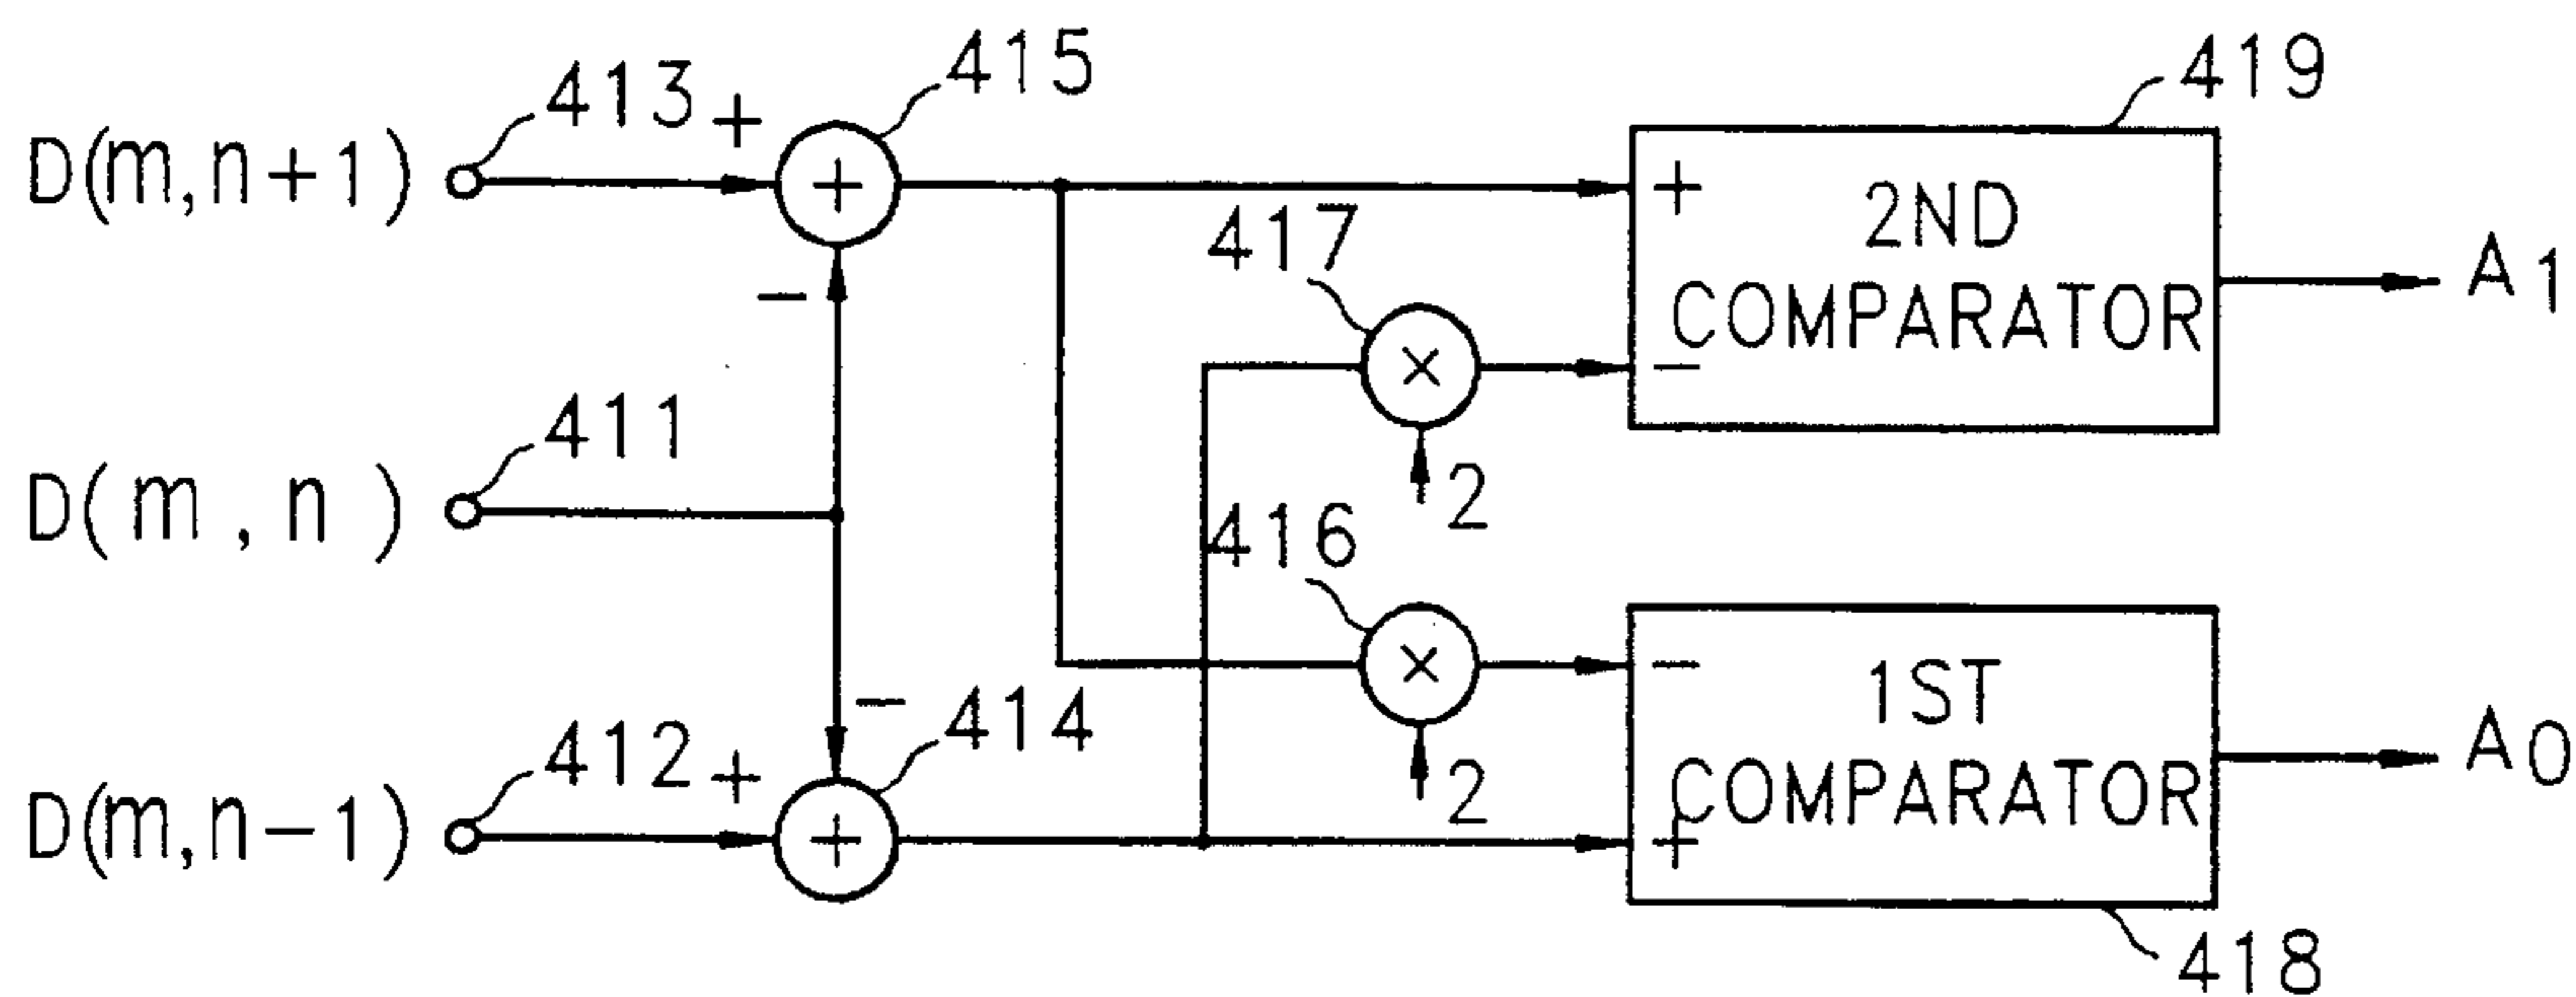 415
419
413
+
D(m,n+1)
+
+
2ND
COMPARATOR
417
A1
-
×
-
411
2
D( m , n )
416
-
×
1ST
COMPARATOR
-
414
412
+
2
A0
D(m,n-1)
+
+
418